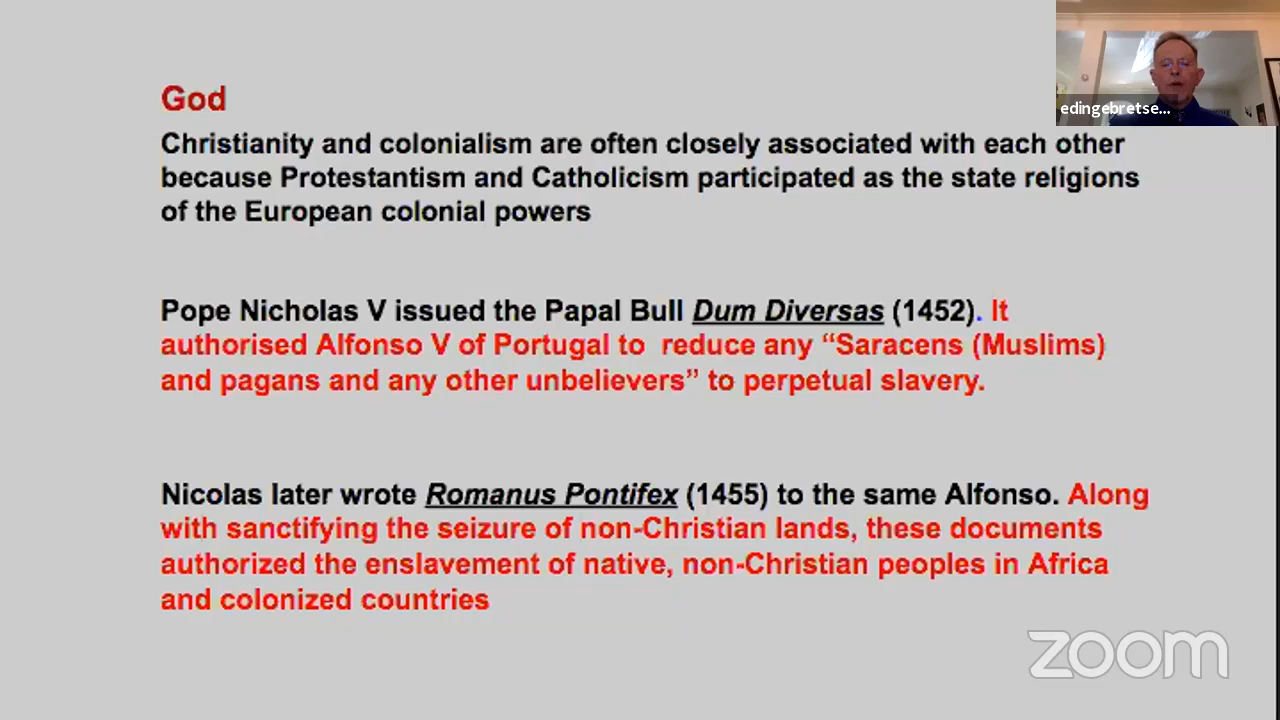 edingebretse...
God
Christianity and colonialism are often closely associated with each other
because Protestantism and Catholicism participated as the state religions
of the European colonial powers
Pope Nicholas V issued the Papal Bull Dum Diversas (1452). It
authorised Alfonso V of Portugal to  reduce any “Saracens (Muslims)
and pagans and any other unbelievers” to perpetual slavery.
Nicolas later wrote Romanus Pontifex (1455) to the same Alfonso. Along
with sanctifying the seizure of non-Christian lands, these documents
authorized the enslavement of native, non-Christian peoples in Africa
and colonized countries
zoom